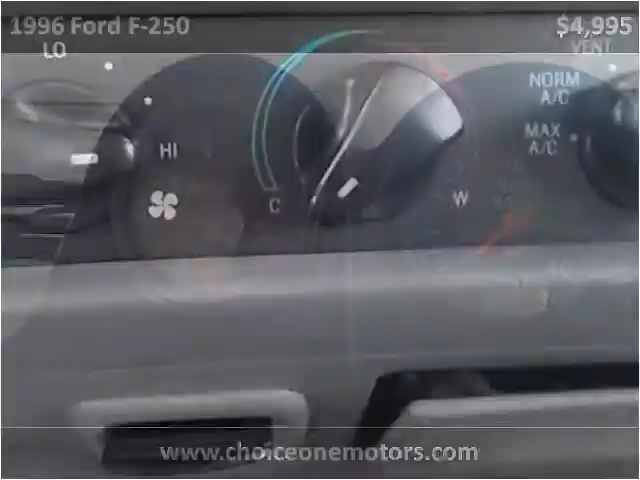 1996 Ford F-250 $4,995
LO VENT
NORM
A/C
MAX
A/C
HI
C W
www.choiceonemotors.com